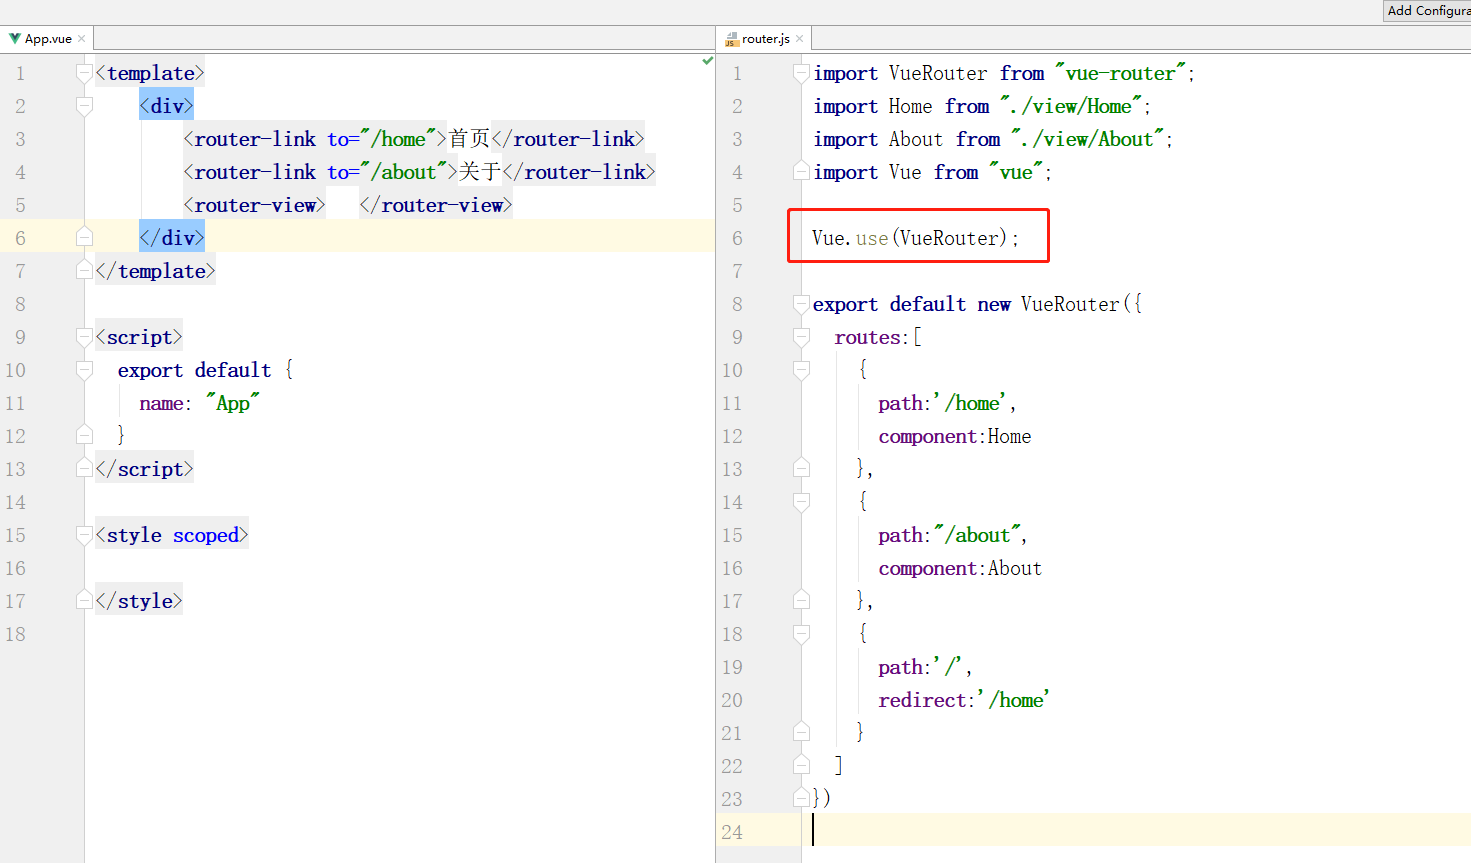 Add Configura
App.vue
router.js
1 <template>
2 <div>
3 <router-link to="/home">首页</router-link>
4 <router-link to="/about">关于</router-link>
5 <router-view> </router-view>
6 </div>
7 </template>
8
9 <script>
10 export default {
11 name: "App"
12 }
13 </script>
14
15 <style scoped>
16
17 </style>
18
1 import VueRouter from "vue-router";
2 import Home from "./view/Home";
3 import About from "./view/About";
4 import Vue from "vue";
5
6 Vue.use(VueRouter);
7
8 export default new VueRouter({
9 routes:[
10 {
11 path:'/home',
12 component:Home
13 },
14 {
15 path:"/about",
16 component:About
17 },
18 {
19 path:'/',
20 redirect:'/home'
21 }
22 ]
23 })
24